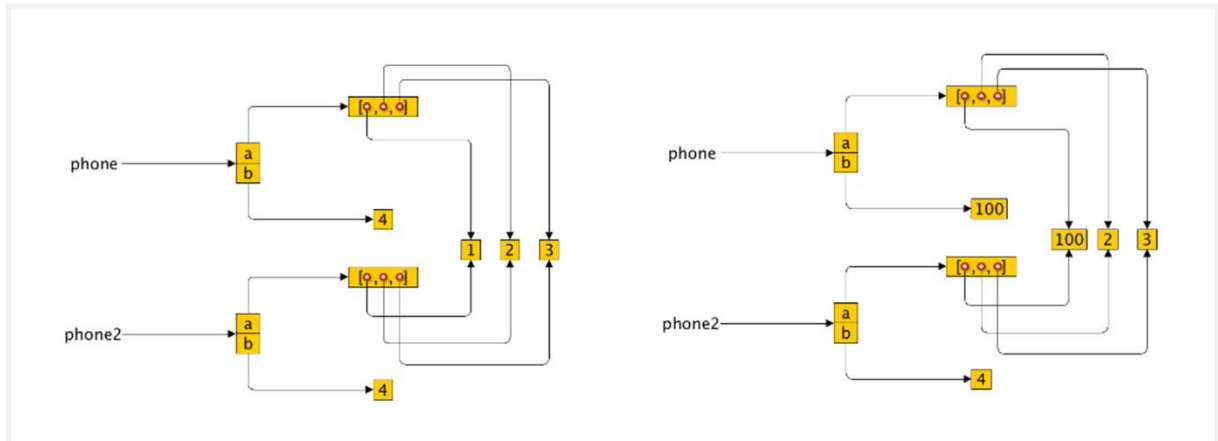 [ , , ]
a
b
phone
4
1 2 3
[ , , ]
a
b
phone2
4
[ , , ]
a
b
phone
100
100 2 3
[ , , ]
a
b
phone2
4